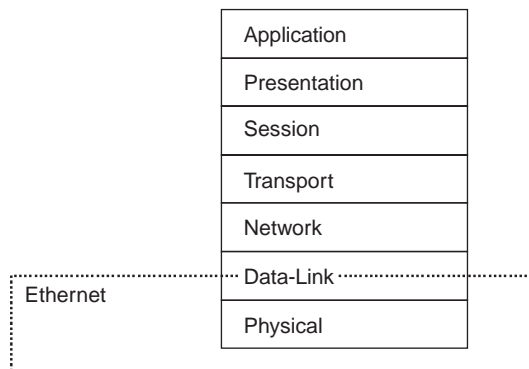 Application
Presentation
Session
Transport
Network
Data-Link
Ethernet
Physical